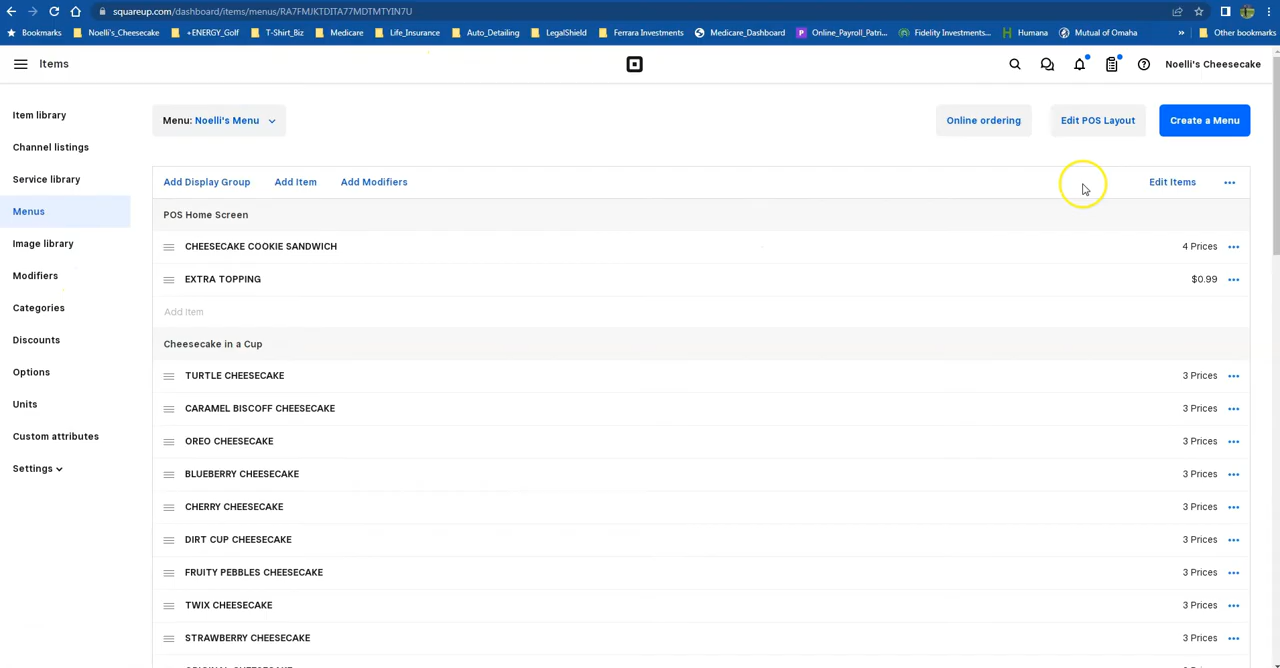 squareup.com/dashboard/items/menus/RA7FMJKTDITA77MDTMTYIN7U
Bookmarks Noelli's_Cheesecake +ENERGY_Golf T-Shirt_Biz Medicare Life_Insurance Auto_Detailing LegalShield Ferrara Investments Medicare_Dashboard Online_Payroll_Patri... Fidelity Investments... Humana Mutual of Omaha » Other bookmarks
Items Noelli's Cheesecake
Item library
Channel listings
Service library
Menus
Image library
Modifiers
Categories
Discounts
Options
Units
Custom attributes
Settings
Menu: Noelli's Menu Online ordering Edit POS Layout Create a Menu
Add Display Group Add Item Add Modifiers Edit Items
POS Home Screen
CHEESECAKE COOKIE SANDWICH 4 Prices
EXTRA TOPPING $0.99
Add Item
Cheesecake in a Cup
TURTLE CHEESECAKE 3 Prices
CARAMEL BISCOFF CHEESECAKE 3 Prices
OREO CHEESECAKE 3 Prices
BLUEBERRY CHEESECAKE 3 Prices
CHERRY CHEESECAKE 3 Prices
DIRT CUP CHEESECAKE 3 Prices
FRUITY PEBBLES CHEESECAKE 3 Prices
TWIX CHEESECAKE 3 Prices
STRAWBERRY CHEESECAKE 3 Prices